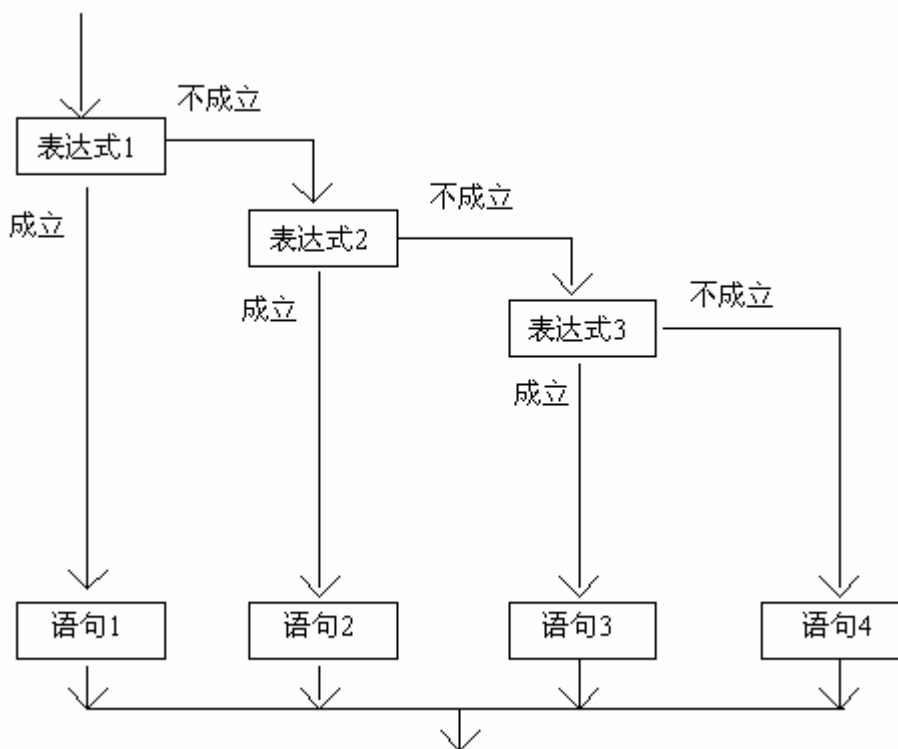 不成立
表达式1
成立
不成立
表达式2
成立
不成立
表达式3
成立
语句1
语句2
语句3
语句4